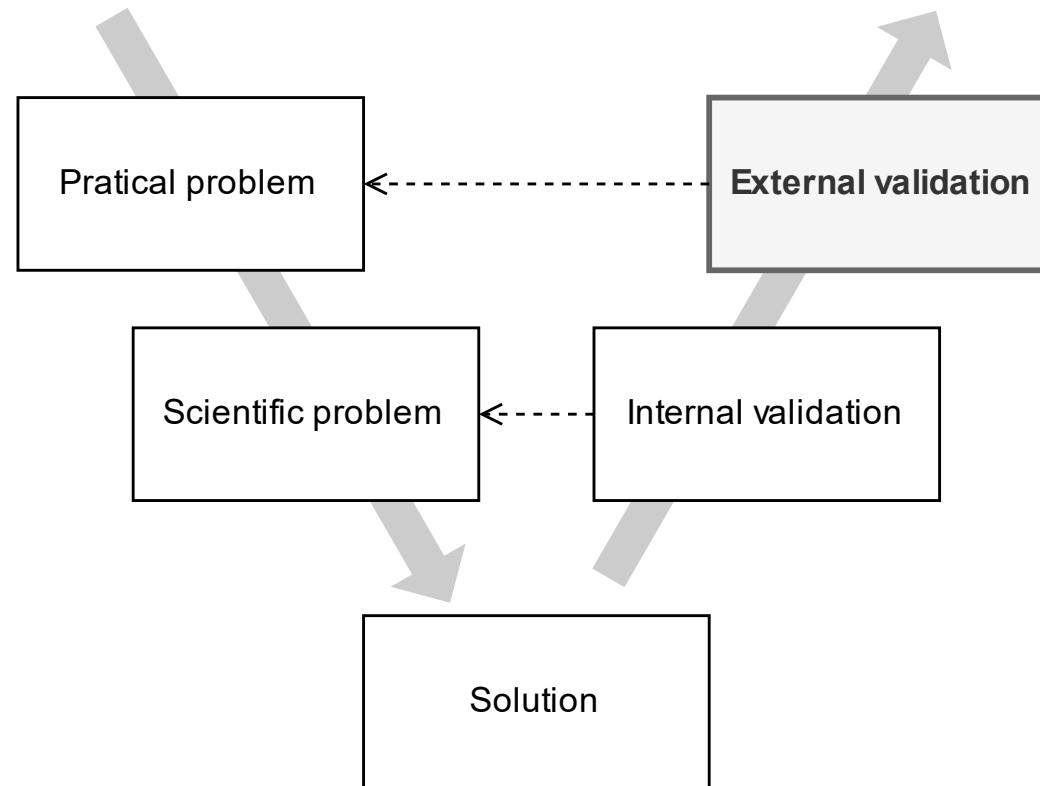 Pratical problem
External validation
Scientific problem
Internal validation
Solution